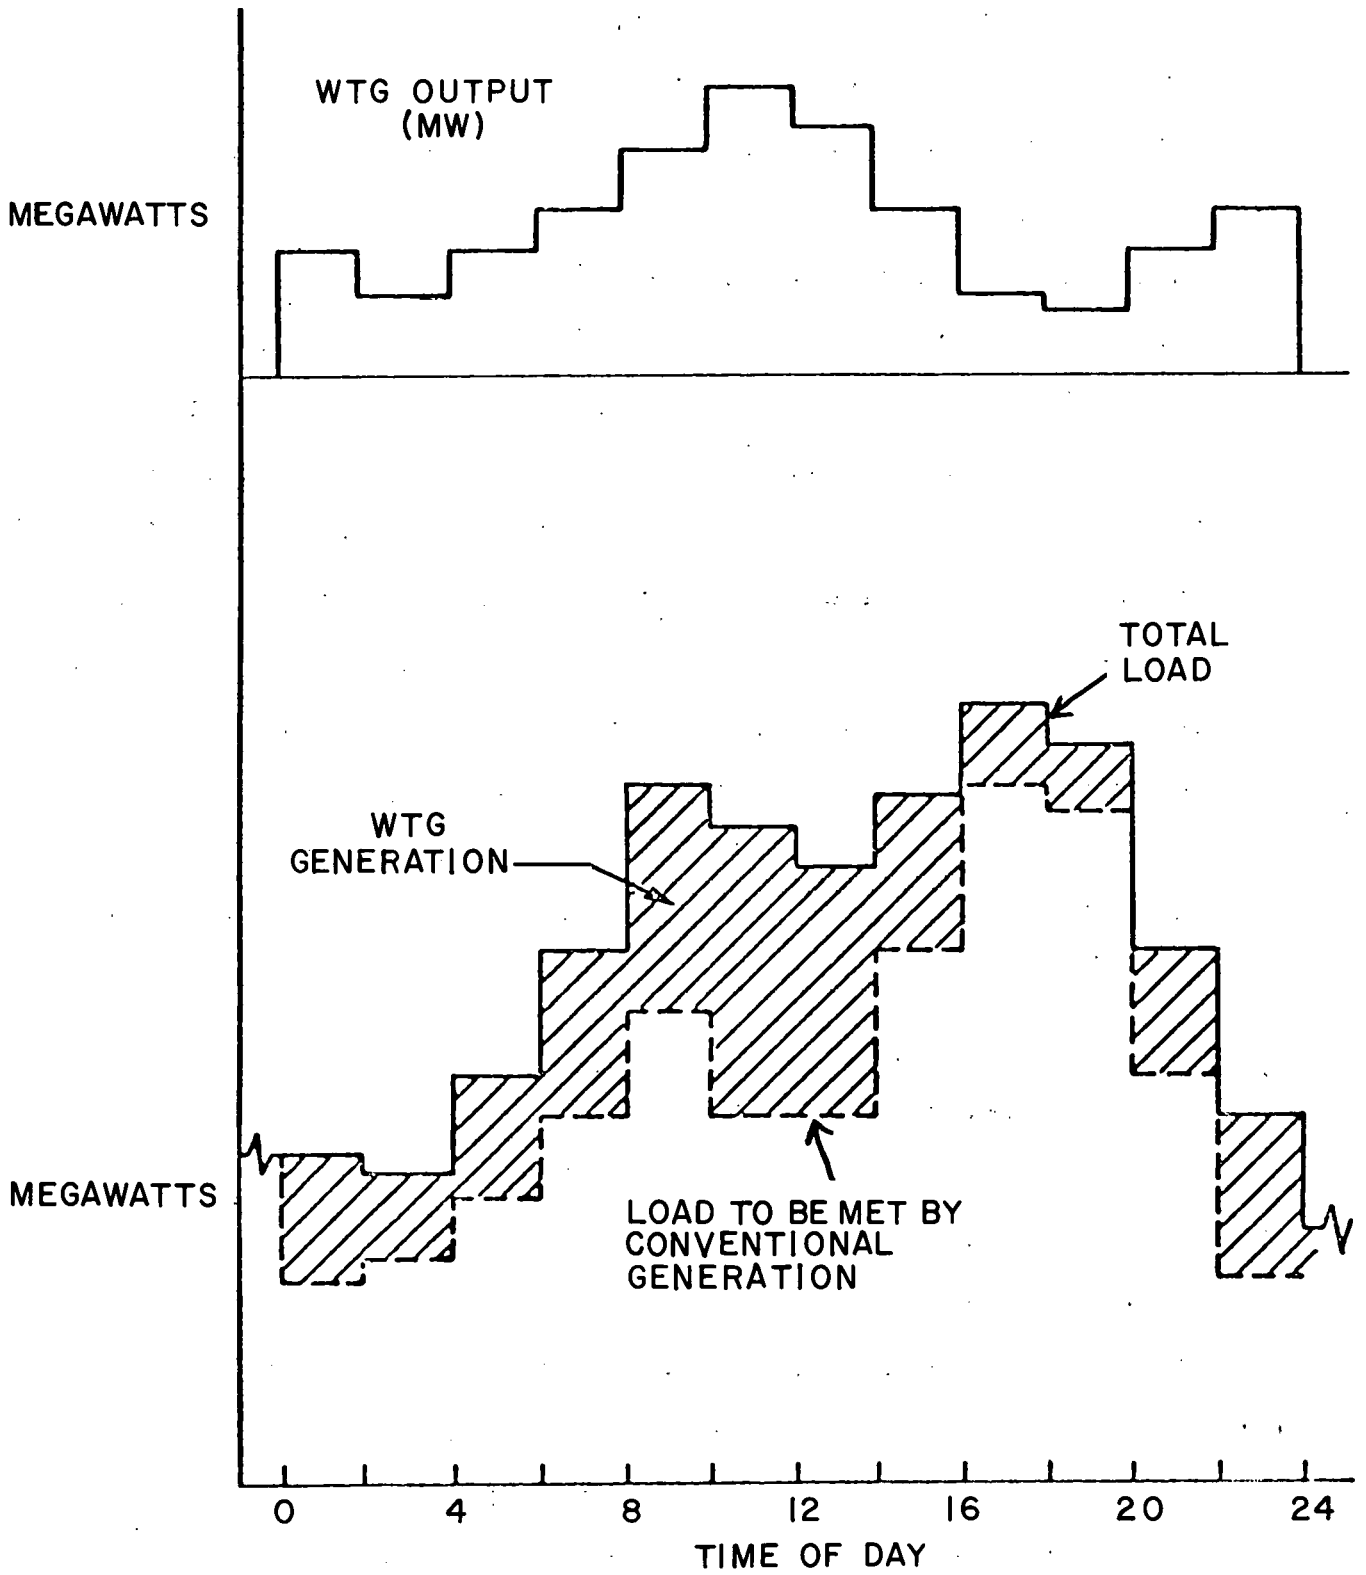 WTG OUTPUT
(MW)
MEGAWATTS
TOTAL
LOAD
WTG
GENERATION
MEGAWATTS
LOAD TO BE MET BY
CONVENTIONAL
GENERATION
0 4 8 12 16 20 24
TIME OF DAY